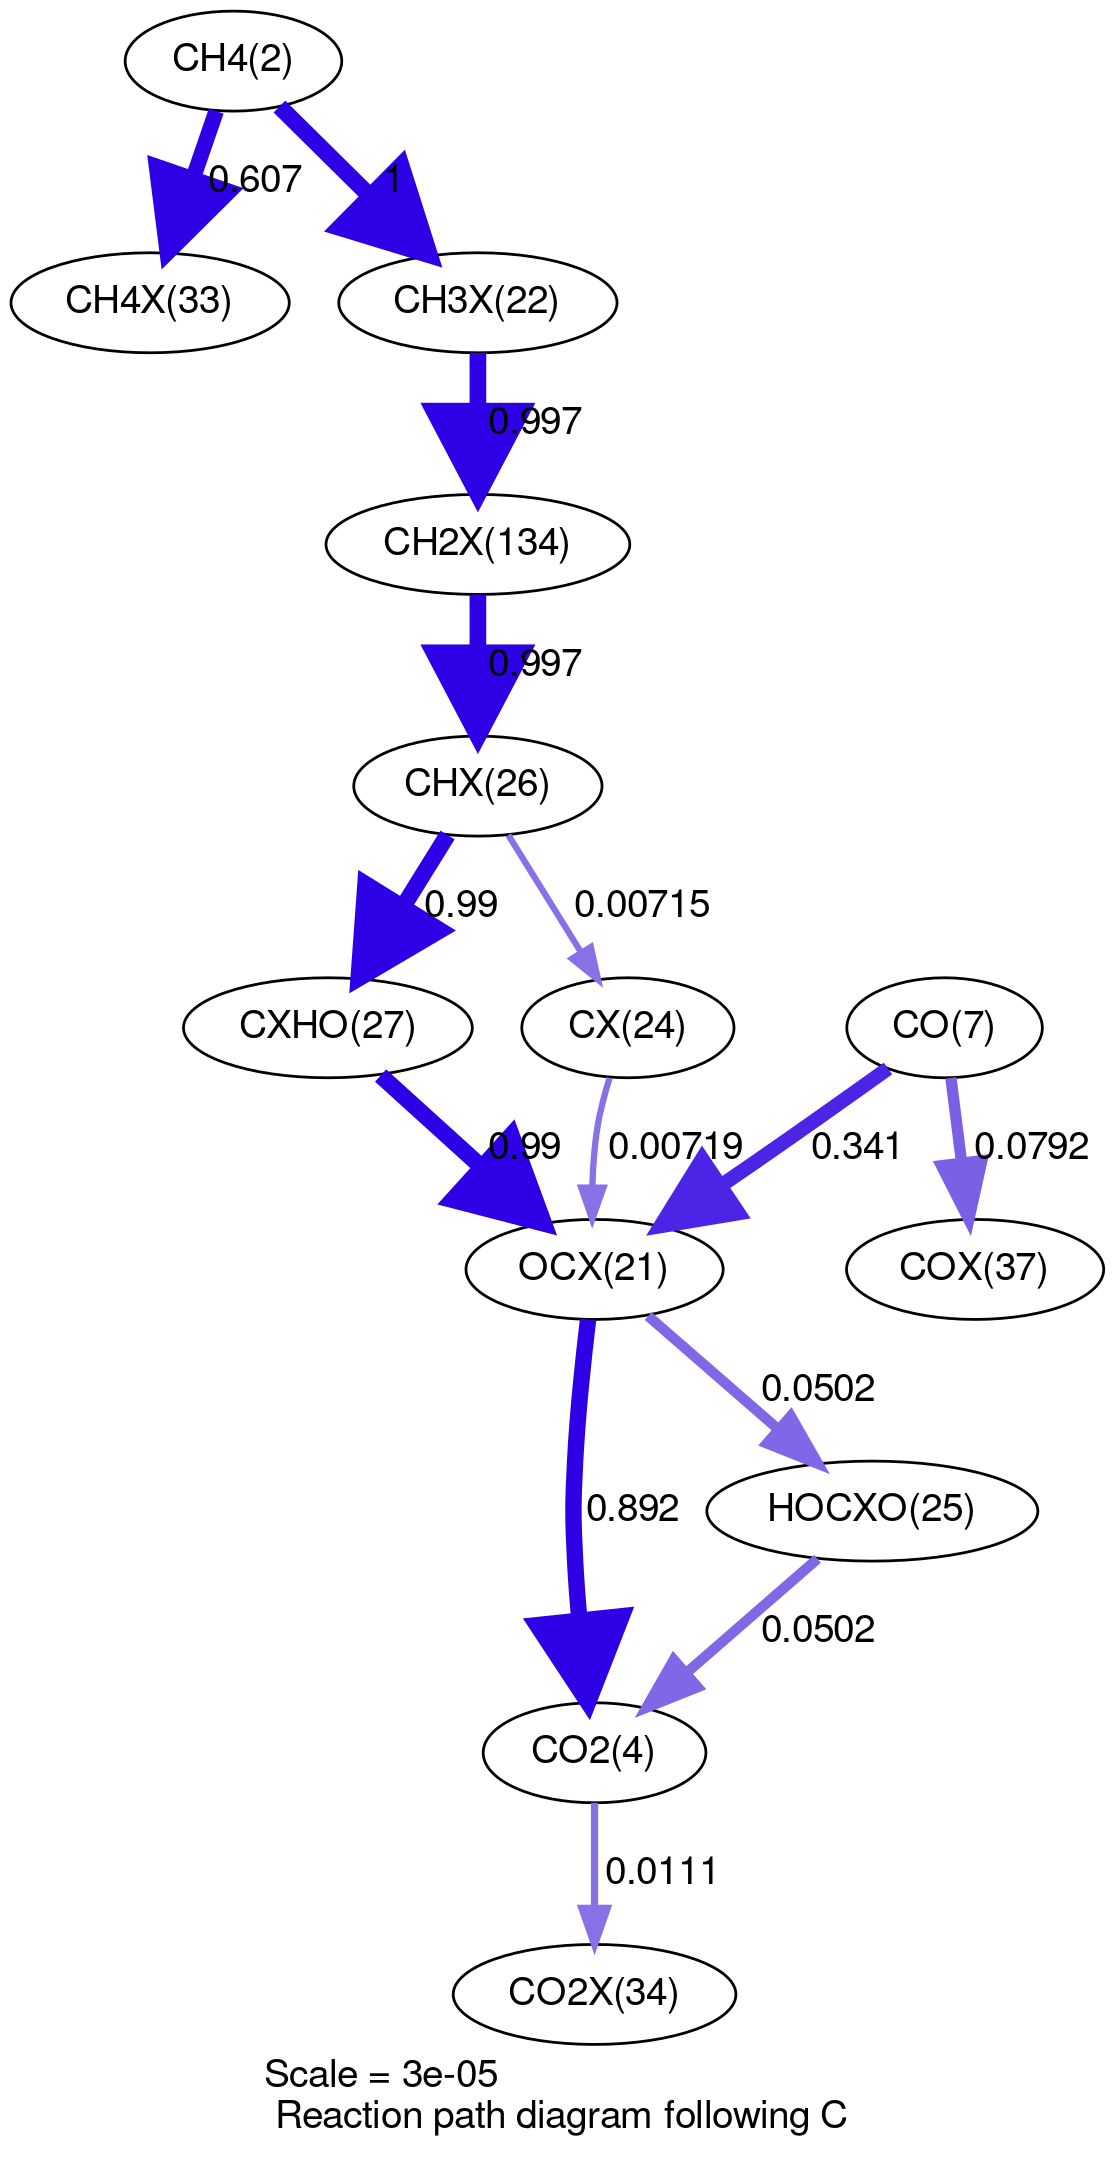 CH4(2)
0.607
1
CH4X(33)
CH3X(22)
0.997
CH2X(134)
0.997
CHX(26)
0.99
0.00715
CXHO(27)
CX(24)
CO(7)
0.99
0.00719
0.341
0.0792
OCX(21)
COX(37)
0.0502
0.892
HOCXO(25)
0.0502
CO2(4)
0.0111
CO2X(34)
Scale = 3e-05
Reaction path diagram following C